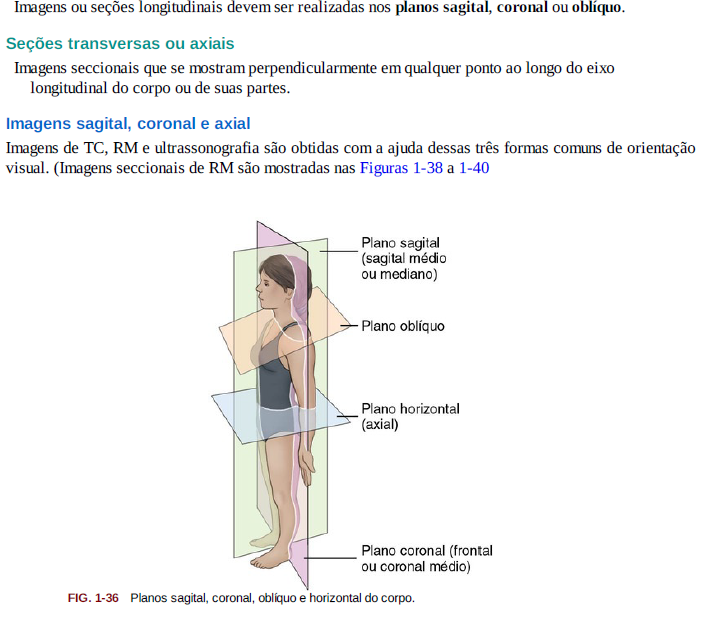 Imagens ou seções longitudinais devem ser realizadas nos planos sagital, coronal ou oblíquo.
Seções transversas ou axiais
Imagens seccionais que se mostram perpendicularmente em qualquer ponto ao longo do eixo
longitudinal do corpo ou de suas partes.
Imagens sagital, coronal e axial
Imagens de TC, RM e ultrassonografia são obtidas com a ajuda dessas três formas comuns de orientação
visual. (Imagens seccionais de RM são mostradas nas Figuras 1-38 a 1-40
Plano sagital
(sagital médio
ou mediano)
Plano oblíquo
Plano horizontal
(axial)
Plano coronal (frontal
ou coronal médio)
FIG. 1-36 Planos sagital, coronal, oblíquo e horizontal do corpo.